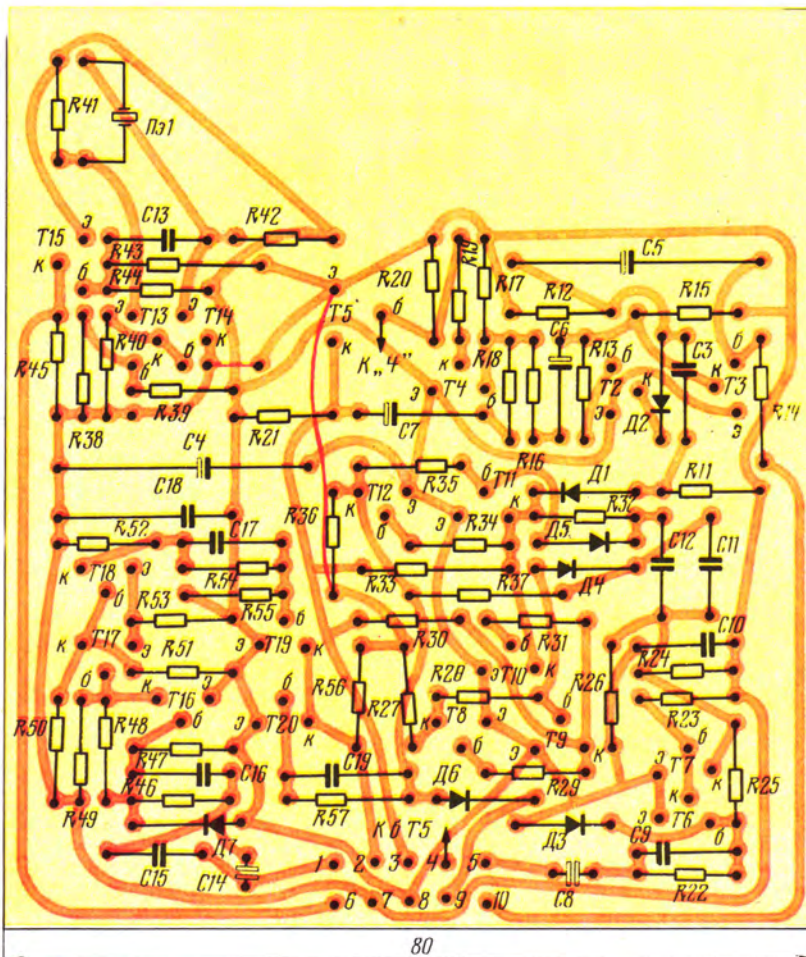 R41
Пэ1
Э C13 R42
T15 R43
К R44
б Э
Э T13 Э T14 T5 б R20 R19 R17 R12 C5 R15
R45 R40 К К К „4" К R18 C6 R13 б C3 б
б Э T4 T2 К К T3
R38 R39 R21 C7 Э Д2 Э R14
C4 R16
R35 б T11 Д1 R11
C18 R36 T12 Э К R32
R52 C17 б Э R34 Д5 C12 C11
К T18 Э R54 R33 R37 Д4
б R53 R55 б
T17 R51 T19 R30 R31 C10
К Э Э К б R24
б К T16 Э б R56 R27 R28 Э T10 К R26 R23
R50 R48 б Э T20 К К T8 Э б
R47 б Э T9 К б
R49 R46 C16 C19 Д6 R29 Э T7 К R25
R57 К Э T6
Д7 К б T5 Д3 C9 б
C15 C14 1 2 3 4 5 C8 R22
6 7 8 9 10
80